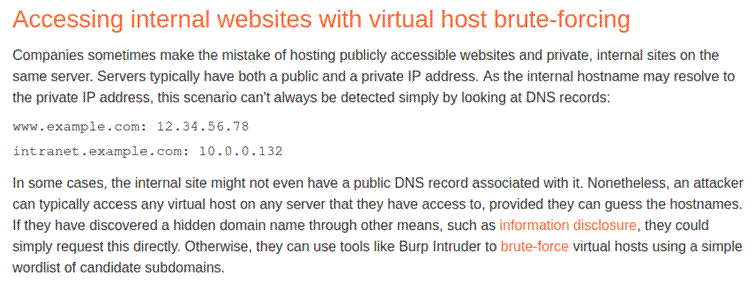 Accessing internal websites with virtual host brute-forcing
Companies sometimes make the mistake of hosting publicly accessible websites and private, internal sites on the
same server. Servers typically have both a public and a private IP address. As the internal hostname may resolve to
the private IP address, this scenario can't always be detected simply by looking at DNS records:
www.example.com: 12.34.56.78
intranet.example.com: 10.0.0.132
In some cases, the internal site might not even have a public DNS record associated with it. Nonetheless, an attacker
can typically access any virtual host on any server that they have access to, provided they can guess the hostnames.
If they have discovered a hidden domain name through other means, such as information disclosure, they could
simply request this directly. Otherwise, they can use tools like Burp Intruder to brute-force virtual hosts using a simple
wordlist of candidate subdomains.